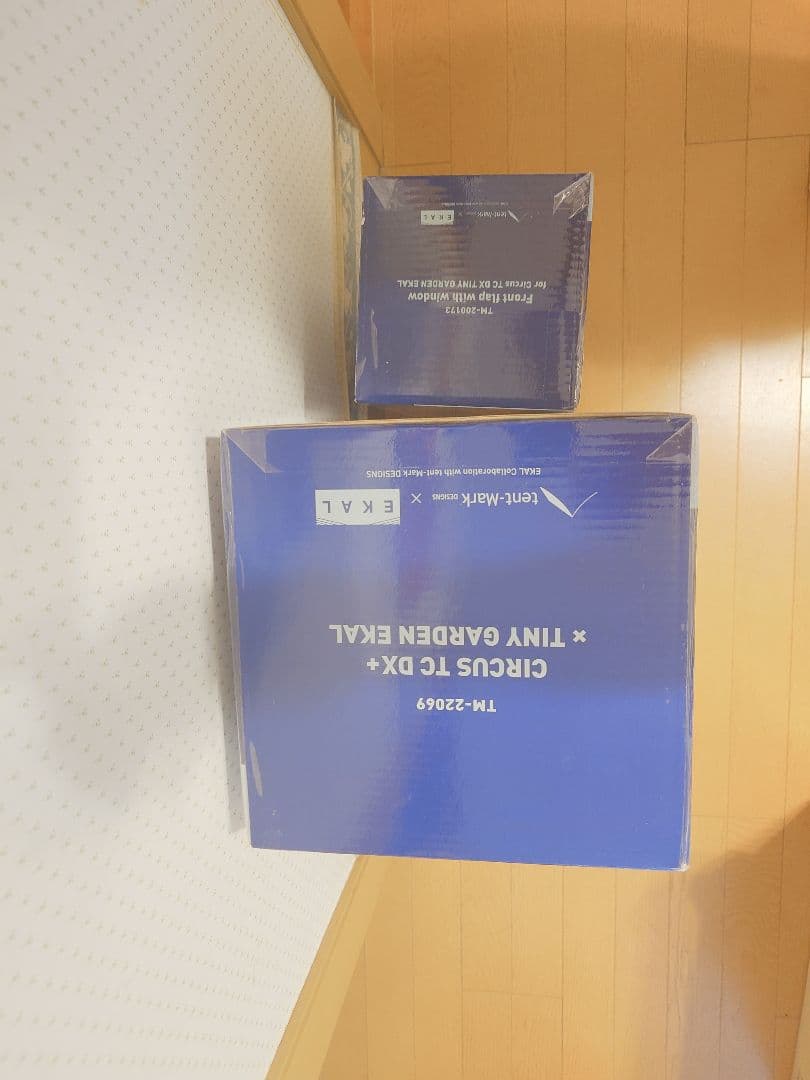 TM-22069
CIRCUS TC DX+
× TINY GARDEN EKAL
tent-Mark DESIGNS × EKAL
EKAL Collaboration with tent-Mark DESIGNS
TM-200173
Front flap with window
for Circus TC DX TINY GARDEN EKAL
tent-Mark DESIGNS × EKAL